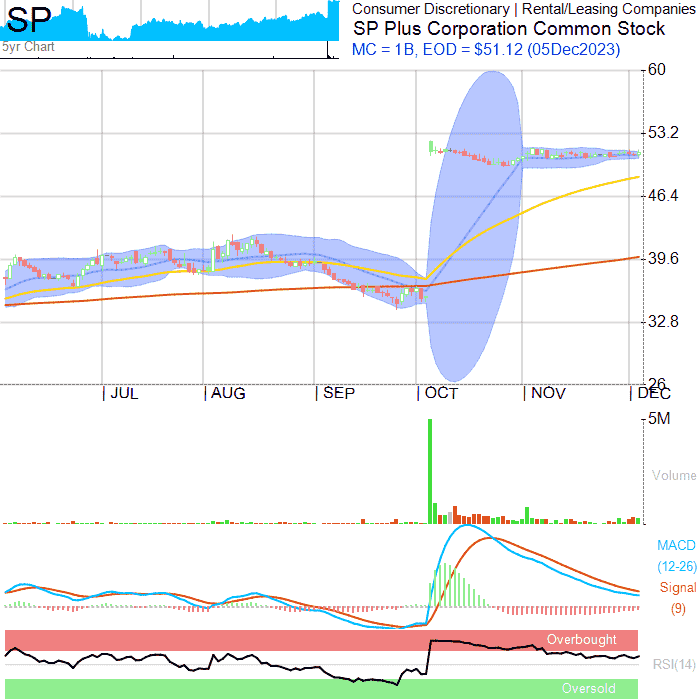 SP
5yr Chart
Consumer Discretionary | Rental/Leasing Companies
SP Plus Corporation Common Stock
MC = 1B, EOD = $51.12 (05Dec2023)
60
53.2
46.4
39.6
32.8
26
JUL AUG SEP OCT NOV DEC
5M
Volume
MACD
(12-26)
Signal
(9)
Overbought
RSI(14)
Oversold